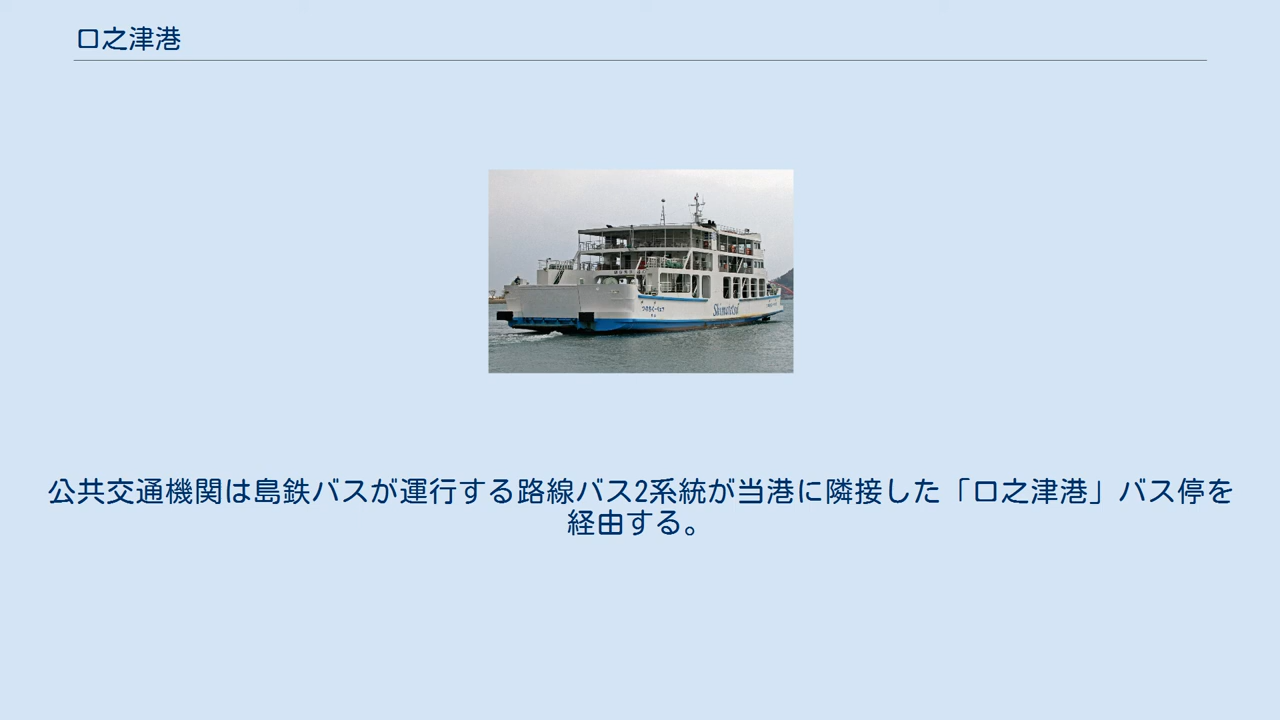 口之津港
Shimatetsu
公共交通機関は島鉄バスが運行する路線バス2系統が当港に隣接した「口之津港」バス停を
経由する。